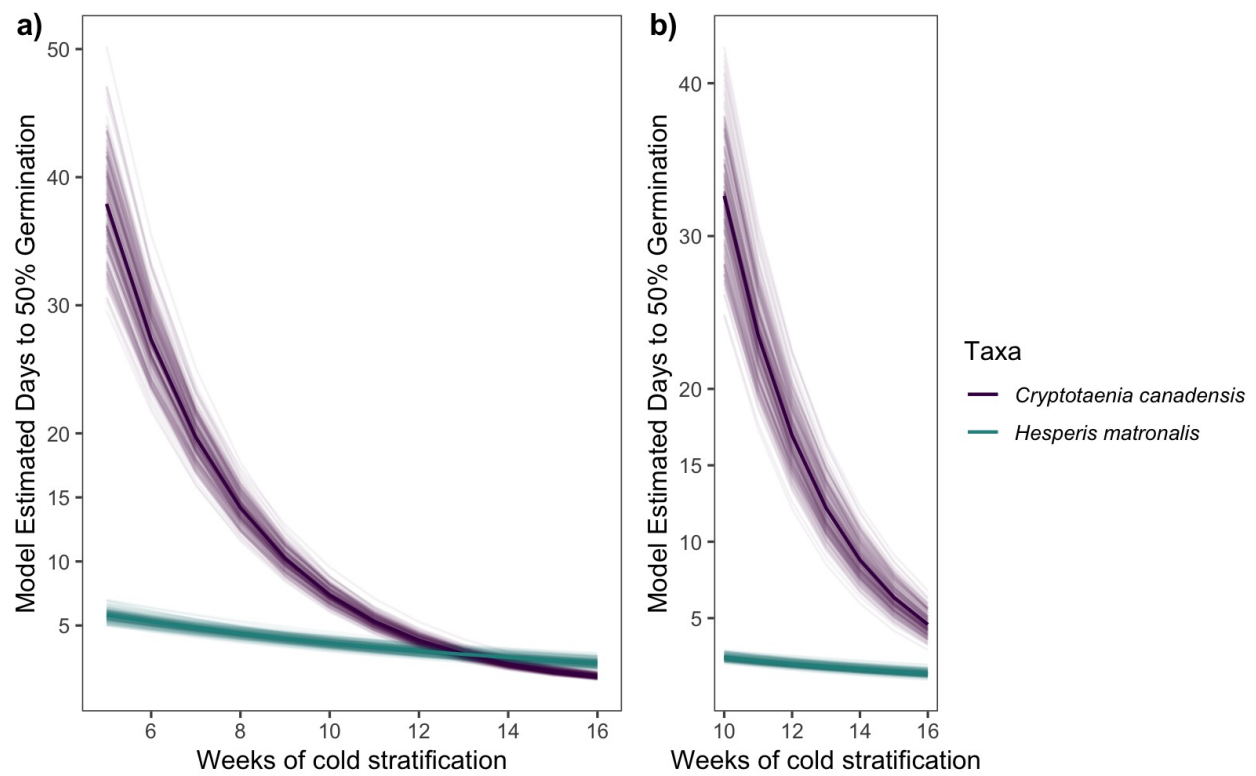 a)
Model Estimated Days to 50% Germination
50
40
30
20
15
10
5
6 8 10 12 14 16
Weeks of cold stratification
b)
Model Estimated Days to 50% Germination
40
30
20
15
10
5
10 12 14 16
Weeks of cold stratification
Taxa
Cryptotaenia canadensis
Hesperis matronalis